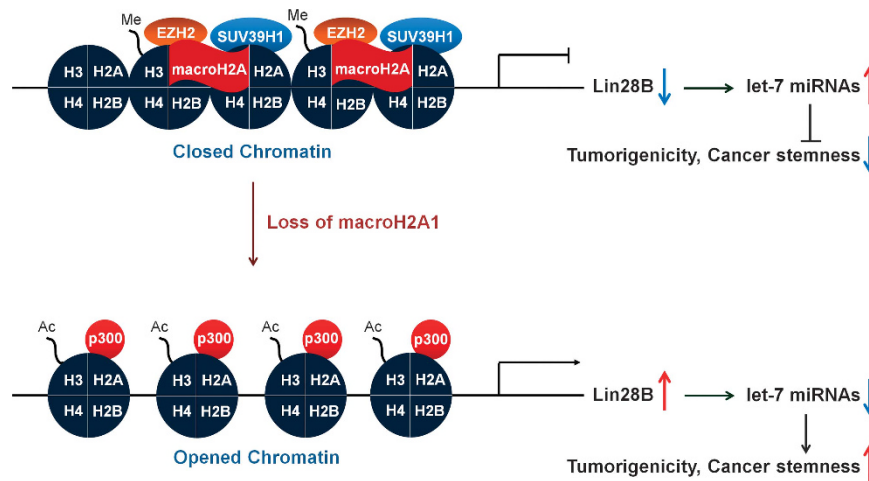 Me EZH2 SUV39H1 Me EZH2 SUV39H1
H3 H2A H3 macroH2A H2A H3 macroH2A H2A
H4 H2B H4 H2B H4 H2B H4 H2B H4 H2B
Lin28B let-7 miRNAs
Closed Chromatin
Tumorigenicity, Cancer stemness
Loss of macroH2A1
Ac p300 Ac p300 Ac p300 Ac p300
H3 H2A H3 H2A H3 H2A H3 H2A
H4 H2B H4 H2B H4 H2B H4 H2B
Lin28B let-7 miRNAs
Opened Chromatin
Tumorigenicity, Cancer stemness